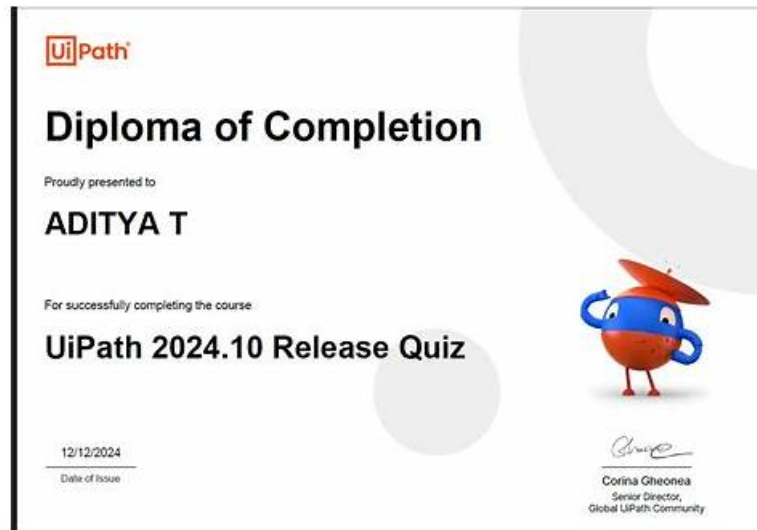 UiPath
Diploma of Completion
Proudly presented to
ADITYA T
For successfully completing the course
UiPath 2024.10 Release Quiz
12/12/2024
Date of Issue
Corina Gheonea
Senior Director,
Global UiPath Community